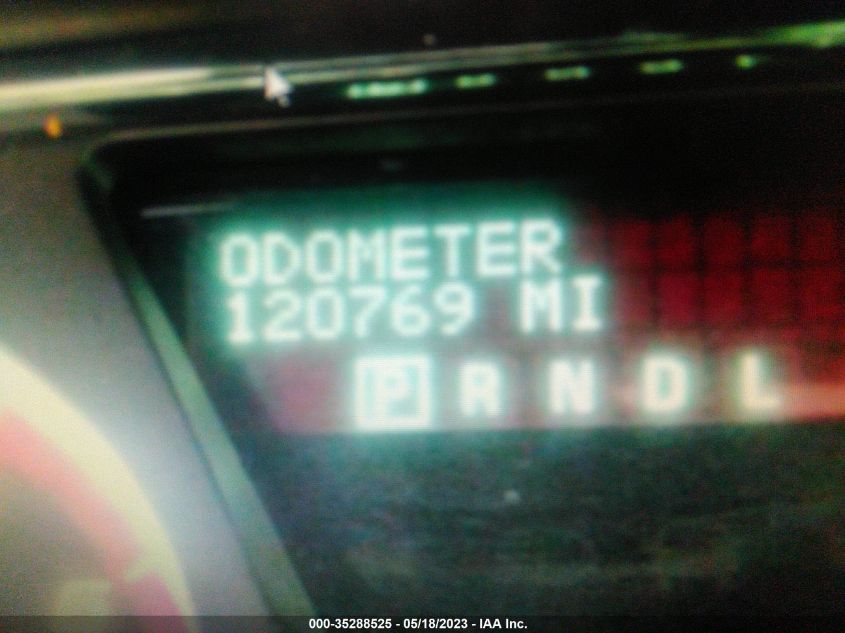 ODOMETER
120769 MI
P R N D L
000-35288525 - 05/18/2023 - IAA Inc.